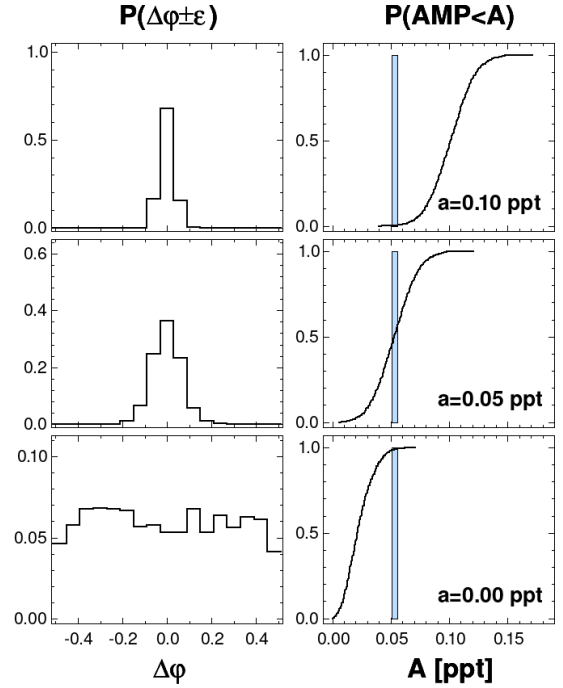 P(Δφ±ε) P(AMP<A)
1.0 1.0
0.5 0.5
a=0.10 ppt
0.0 0.0
0.6 1.0
0.4
0.5
0.2
a=0.05 ppt
0.0 0.0
0.10 1.0
0.05 0.5
a=0.00 ppt
0.00 0.0
-0.4 -0.2 0.0 0.2 0.4 0.00 0.05 0.10 0.15
Δφ A [ppt]